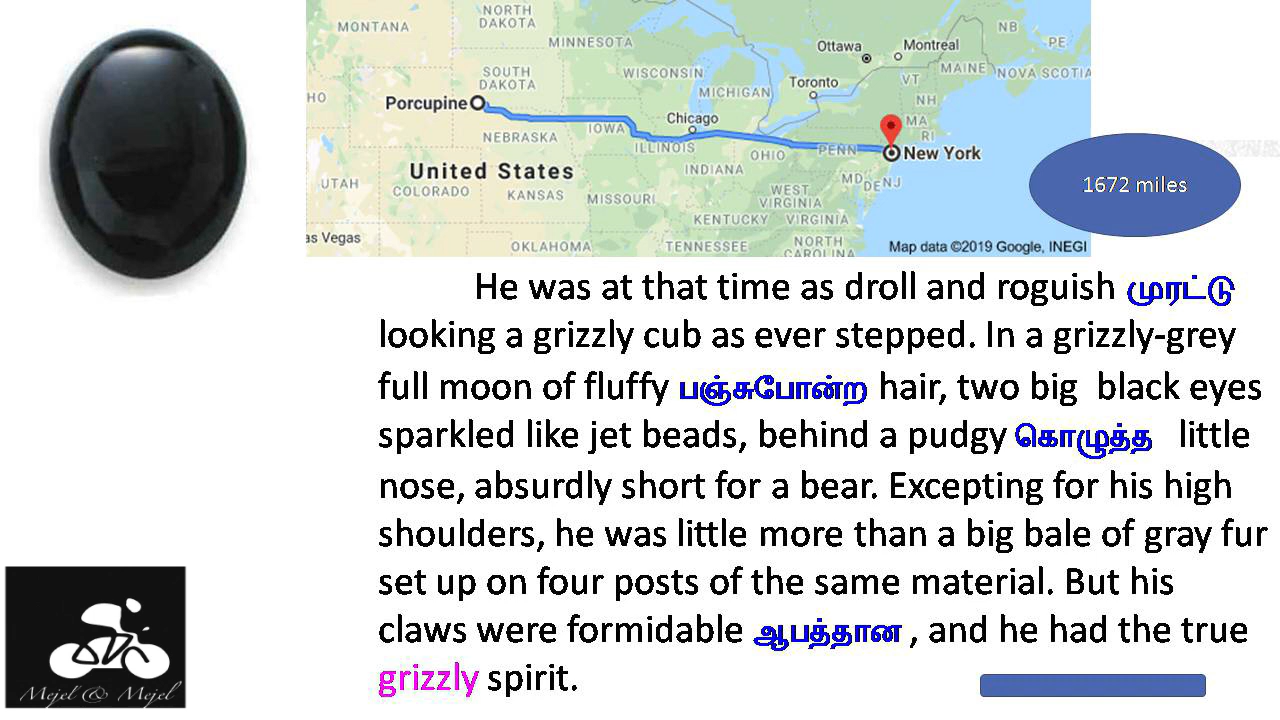 NORTH
DAKOTA
MONTANA
MINNESOTA
Ottawa
Montreal
NB
PE
SOUTH
DAKOTA
WISCONSIN
VT
MAINE
NOVA SCOTIA
HO
Toronto
MICHIGAN
NH
Porcupine
Chicago
MA
RI
NEBRASKA
IOWA
ILLINOIS
OHIO
PENN
New York
United States
INDIANA
MD
DE
NJ
UTAH
COLORADO
KANSAS
MISSOURI
WEST
VIRGINIA
KENTUCKY
VIRGINIA
as Vegas
OKLAHOMA
TENNESSEE
NORTH
CAROLINA
Map data ©2019 Google, INEGI
1672 miles
He was at that time as droll and roguish முரட்டு
looking a grizzly cub as ever stepped. In a grizzly-grey
full moon of fluffy பஞ்சுபோன்ற hair, two big black eyes
sparkled like jet beads, behind a pudgy கொழுத்த little
nose, absurdly short for a bear. Excepting for his high
shoulders, he was little more than a big bale of gray fur
set up on four posts of the same material. But his
claws were formidable ஆபத்தான , and he had the true
grizzly spirit.
Mejel & Mejel